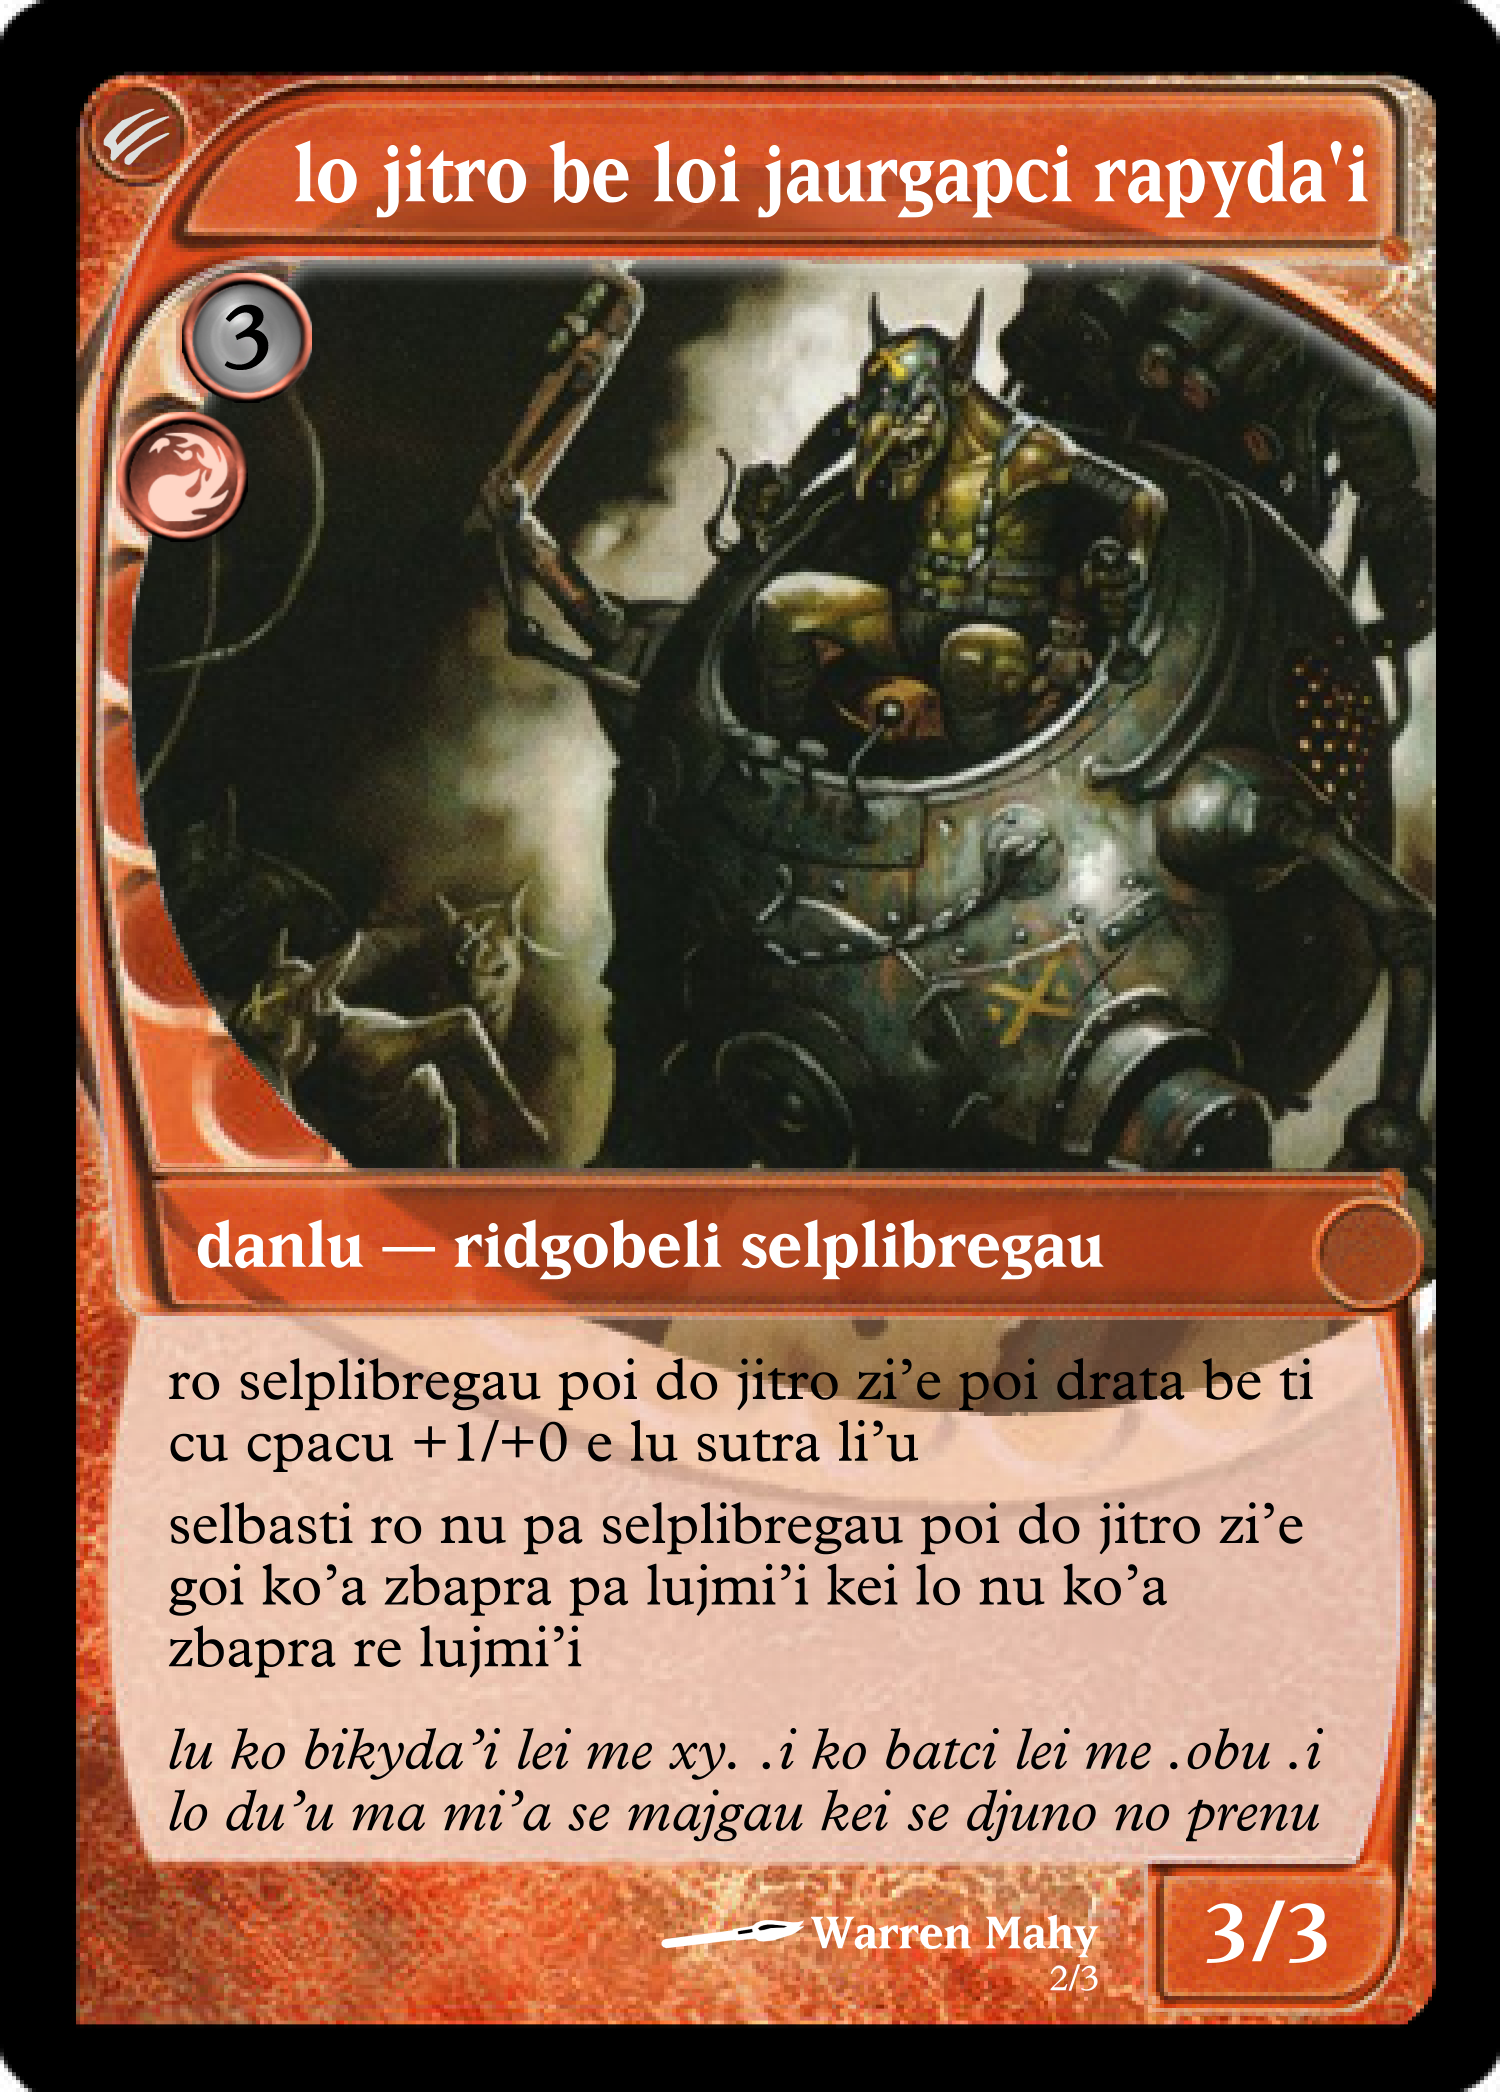 lo jitro be loi jaurgapci rapyda'i
3
danlu — ridgobeli selplibregau
ro selplibregau poi do jitro zi’e poi drata be ti
cu cpacu +1/+0 e lu sutra li’u
selbasti ro nu pa selplibregau poi do jitro zi’e
goi ko’a zbapra pa lujmi’i kei lo nu ko’a
zbapra re lujmi’i
lu ko bikyda’i lei me xy. .i ko batci lei me .obu .i
lo du’u ma mi’a se majgau kei se djuno no prenu
Warren Mahy
2/3
3/3